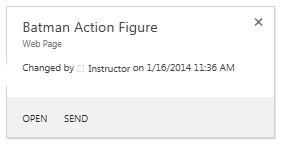 Batman Action Figure
Web Page
Changed by Instructor on 1/16/2014 11:36 AM
OPEN SEND